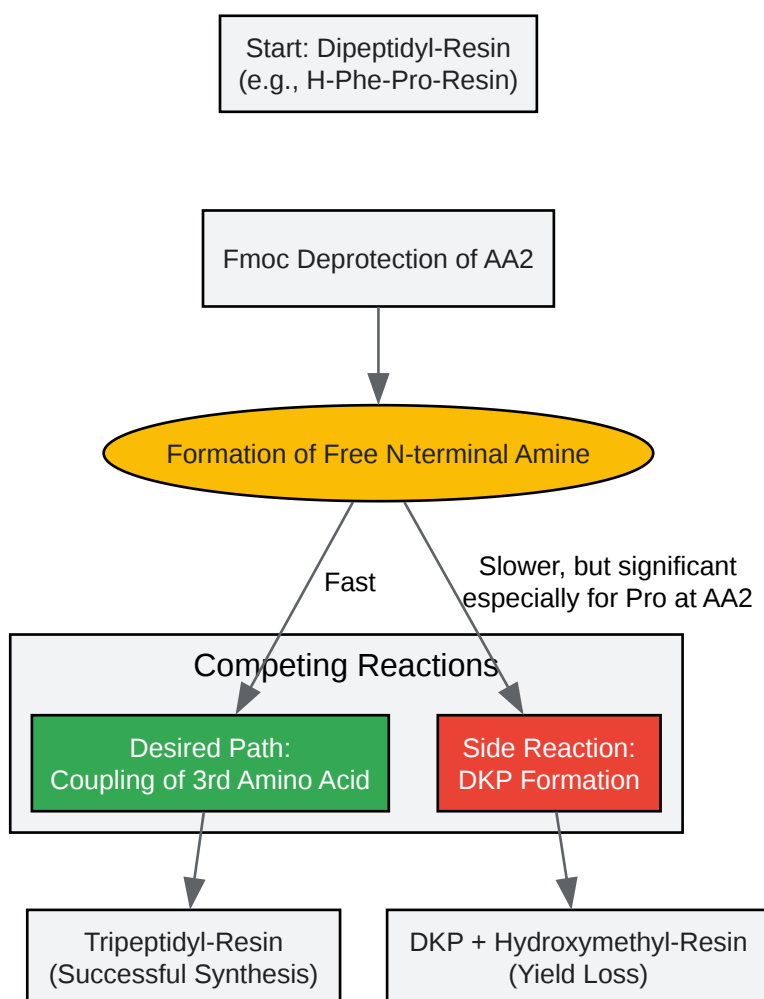 Start: Dipeptidyl-Resin
(e.g., H-Phe-Pro-Resin)
Fmoc Deprotection of AA2
Formation of Free N-terminal Amine
Fast
Slower, but significant
especially for Pro at AA2
Competing Reactions
Desired Path:
Coupling of 3rd Amino Acid
Side Reaction:
DKP Formation
Tripeptidyl-Resin
(Successful Synthesis)
DKP + Hydroxymethyl-Resin
(Yield Loss)